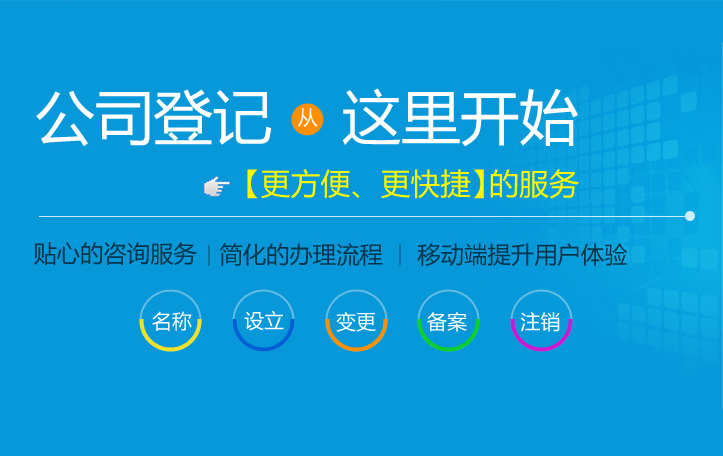 公司登记 从 这里开始
【更方便、更快捷】的服务
贴心的咨询服务 | 简化的办理流程 | 移动端提升用户体验
名称 设立 变更 备案 注销